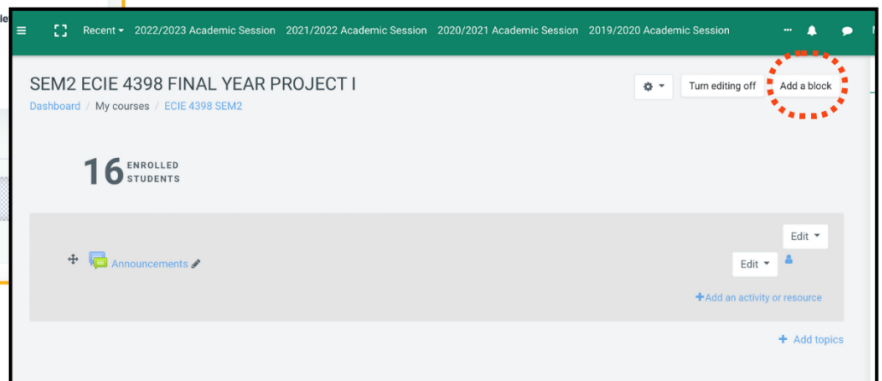 Recent 2022/2023 Academic Session 2021/2022 Academic Session 2020/2021 Academic Session 2019/2020 Academic Session
SEM2 ECIE 4398 FINAL YEAR PROJECT I
Turn editing off
Add a block
Dashboard / My courses / ECIE 4398 SEM2
16 ENROLLED
STUDENTS
Edit
Announcements
Edit
+Add an activity or resource
+ Add topics